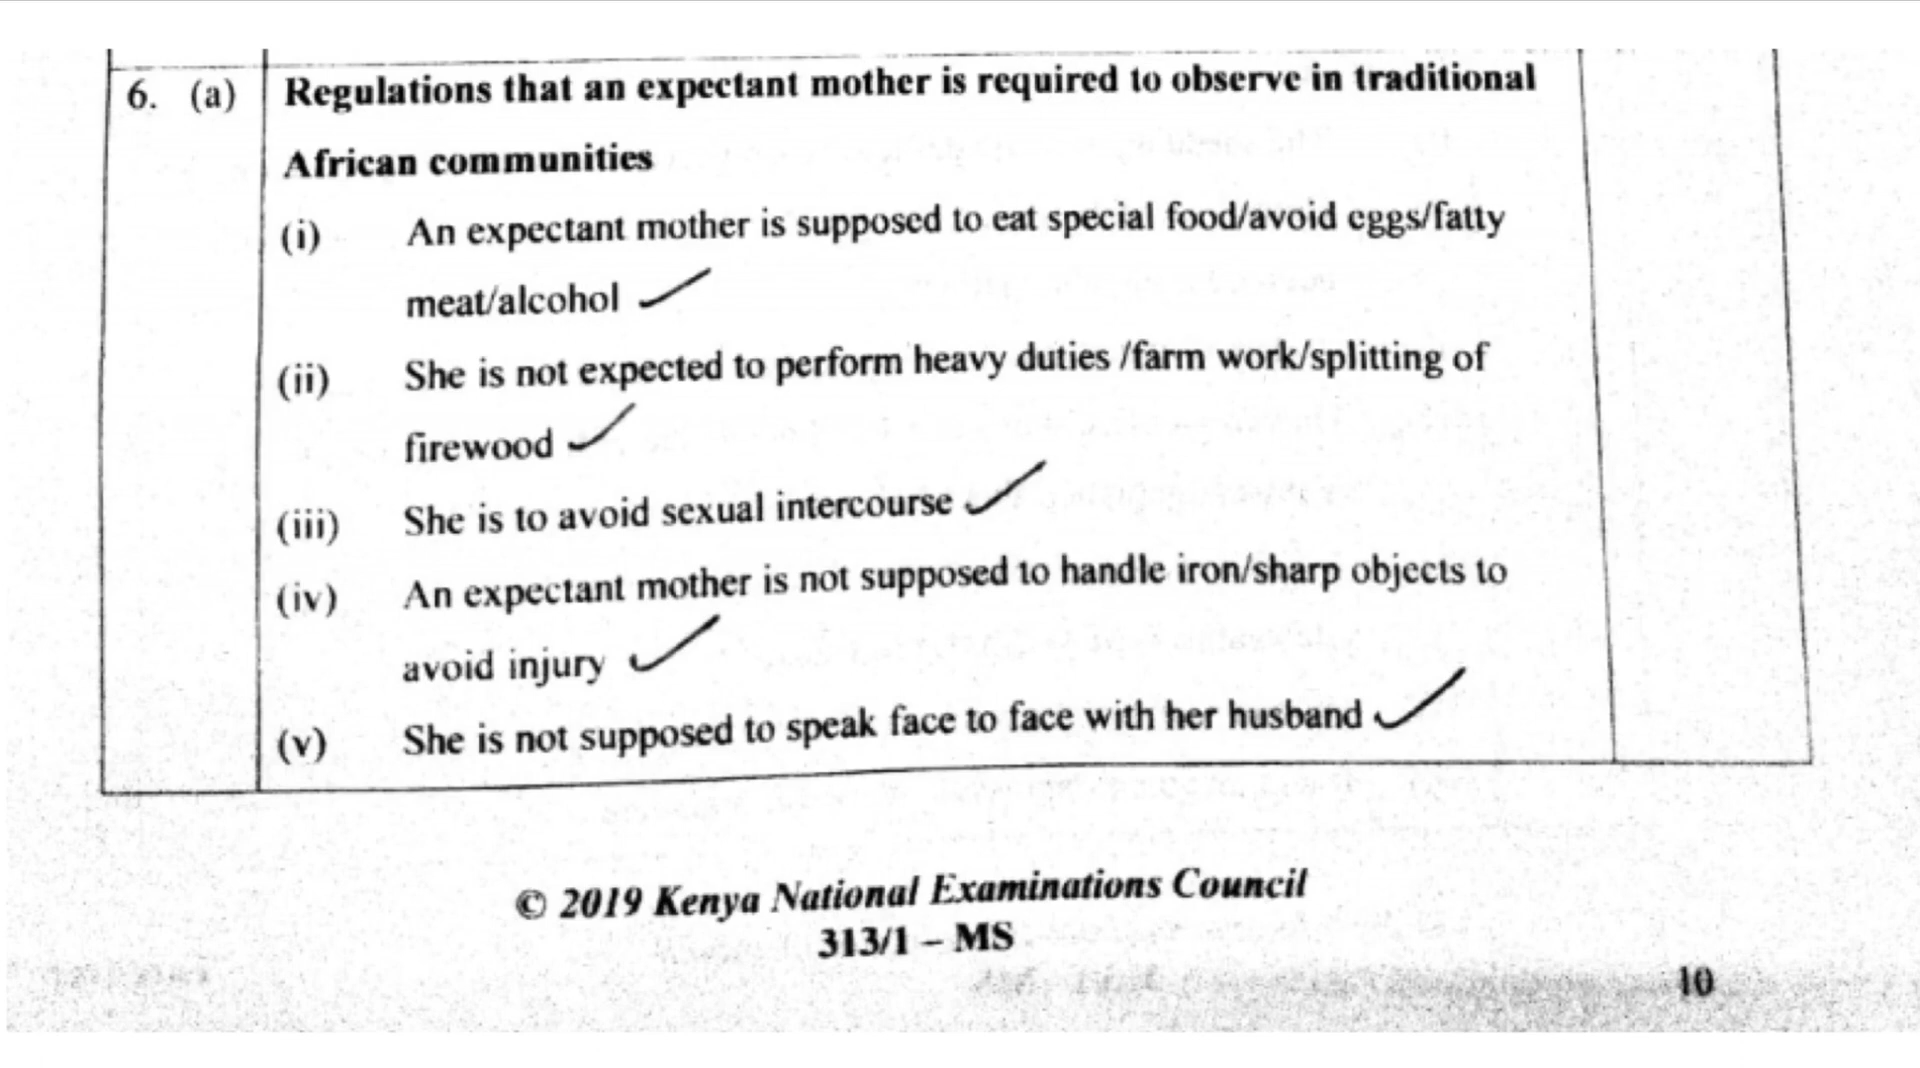 6. (a) Regulations that an expectant mother is required to observe in traditional
African communities
(i) An expectant mother is supposed to eat special food/avoid eggs/fatty
meat/alcohol
(ii) She is not expected to perform heavy duties /farm work/splitting of
firewood
(iii) She is to avoid sexual intercourse
(iv) An expectant mother is not supposed to handle iron/sharp objects to
avoid injury
(v) She is not supposed to speak face to face with her husband
© 2019 Kenya National Examinations Council
313/1 – MS
10